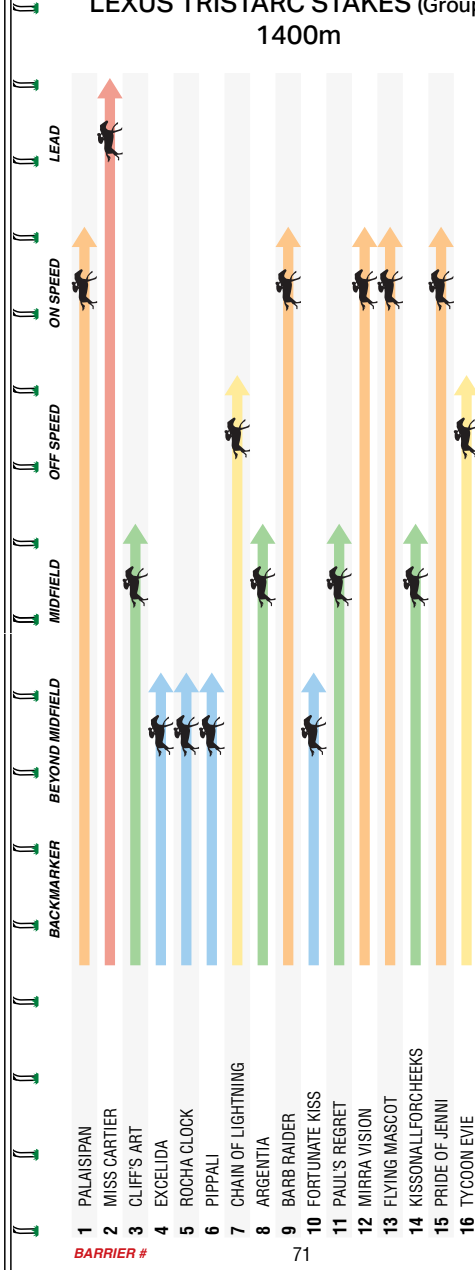 LEXUS TRISTARC STAKES (Group
1400m
LEAD
ON SPEED
OFF SPEED
MIDFIELD
BEYOND MIDFIELD
BACKMARKER
1 PALAISIPAN
2 MISS CARTIER
3 CLIFF'S ART
4 EXCELIDA
5 ROCHA CLOCK
6 PIPPALI
7 CHAIN OF LIGHTNING
8 ARGENTIA
9 BARB RAIDER
10 FORTUNATE KISS
11 PAUL'S REGRET
12 MIRRA VISION
13 FLYING MASCOT
14 KISSONALLFORCHEEKS
15 PRIDE OF JENNI
16 TYCOON EVIE
BARRIER #
71